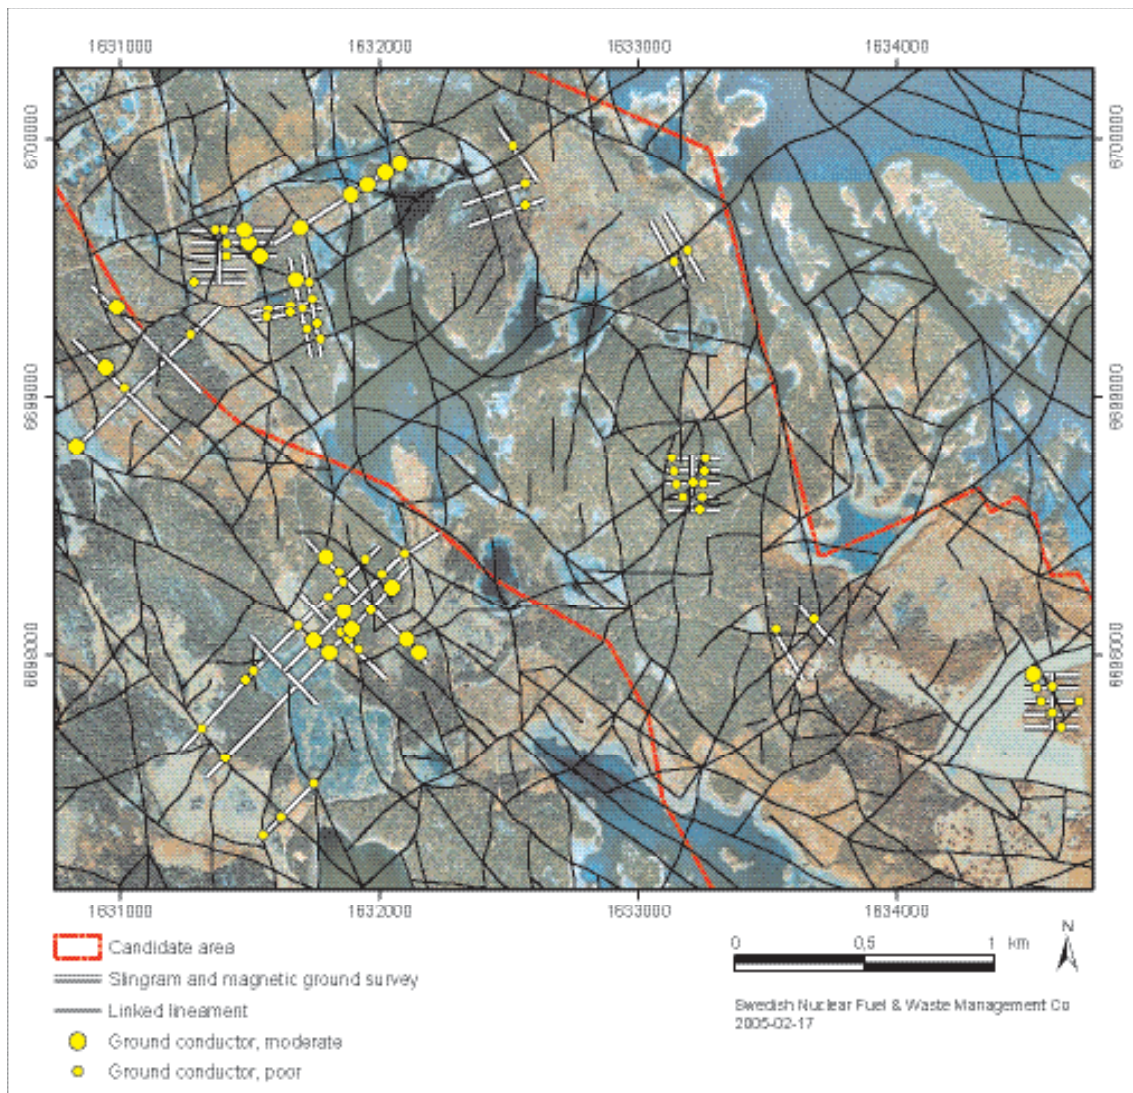 1631000 1632000 1633000 1634000
6700000 6700000
6699000 6699000
6698000 6698000
1631000 1632000 1633000 1634000
Candidate area
Slingram and magnetic ground survey
Linked lineament
Ground conductor, moderate
Ground conductor, poor
0 0,5 1 km
N
Swedish Nuclear Fuel & Waste Management Co
2005-02-17